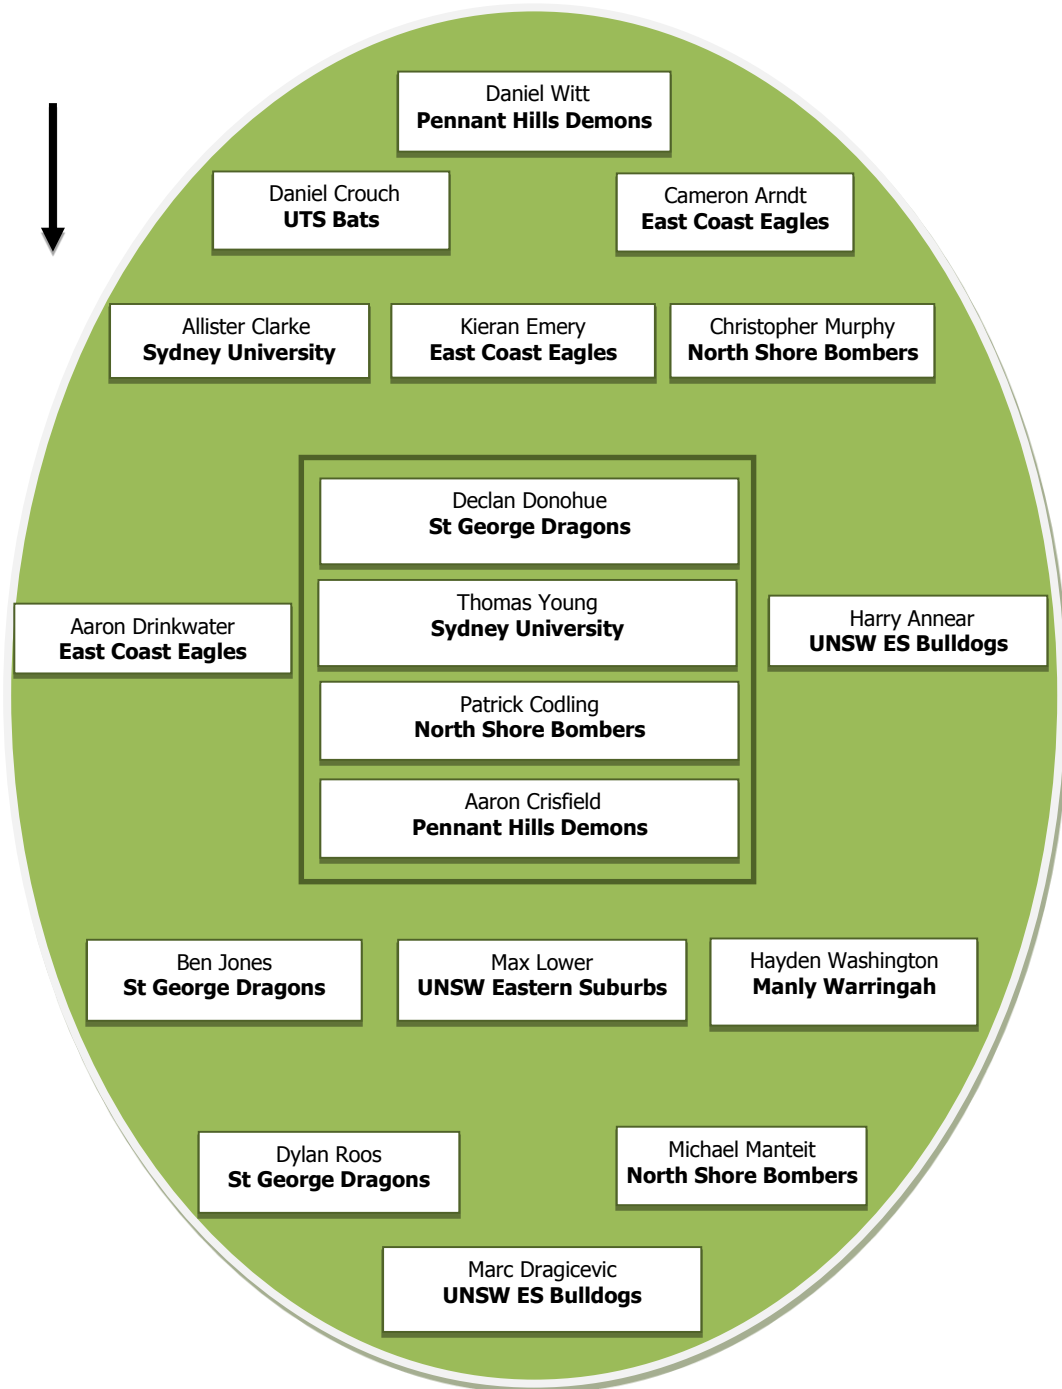 Daniel Witt
Pennant Hills Demons
Daniel Crouch
UTS Bats
Cameron Arndt
East Coast Eagles
Allister Clarke
Sydney University
Kieran Emery
East Coast Eagles
Christopher Murphy
North Shore Bombers
Declan Donohue
St George Dragons
Thomas Young
Sydney University
Aaron Drinkwater
East Coast Eagles
Harry Annear
UNSW ES Bulldogs
Patrick Codling
North Shore Bombers
Aaron Crisfield
Pennant Hills Demons
Ben Jones
St George Dragons
Max Lower
UNSW Eastern Suburbs
Hayden Washington
Manly Warringah
Dylan Roos
St George Dragons
Michael Manteit
North Shore Bombers
Marc Dragicevic
UNSW ES Bulldogs